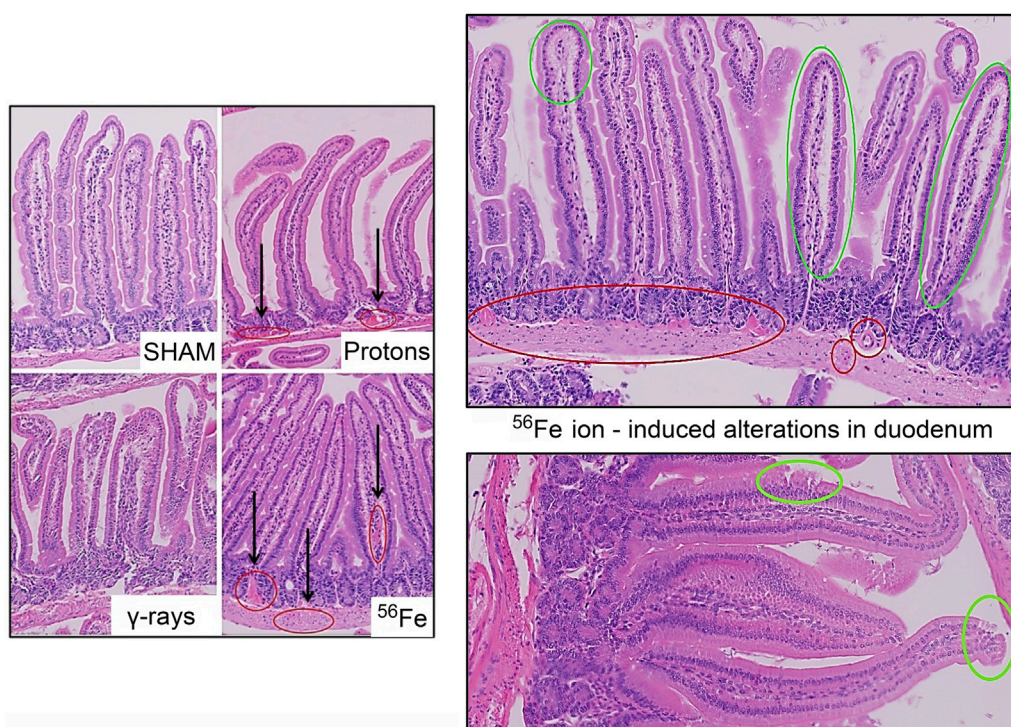 SHAM
Protons
γ-rays
⁵⁶Fe
⁵⁶Fe ion - induced alterations in duodenum